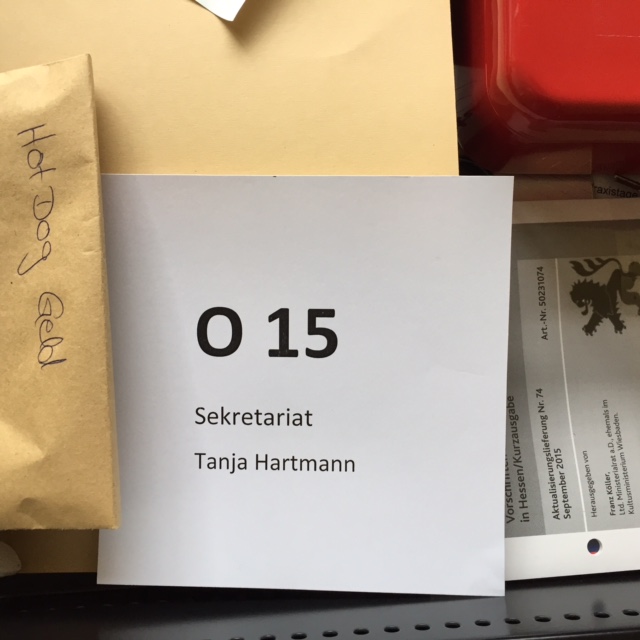 Hot Dog Geld
O 15
Sekretariat
Tanja Hartmann
in Hessen/Kurzausgabe
Aktualisierungslieferung Nr. 74
September 2015
Art.-Nr. 50231074
Herausgegeben von
Franz Köller,
Ltd. Ministerialrat a.D., ehemals im
Kultusministerium Wiesbaden.